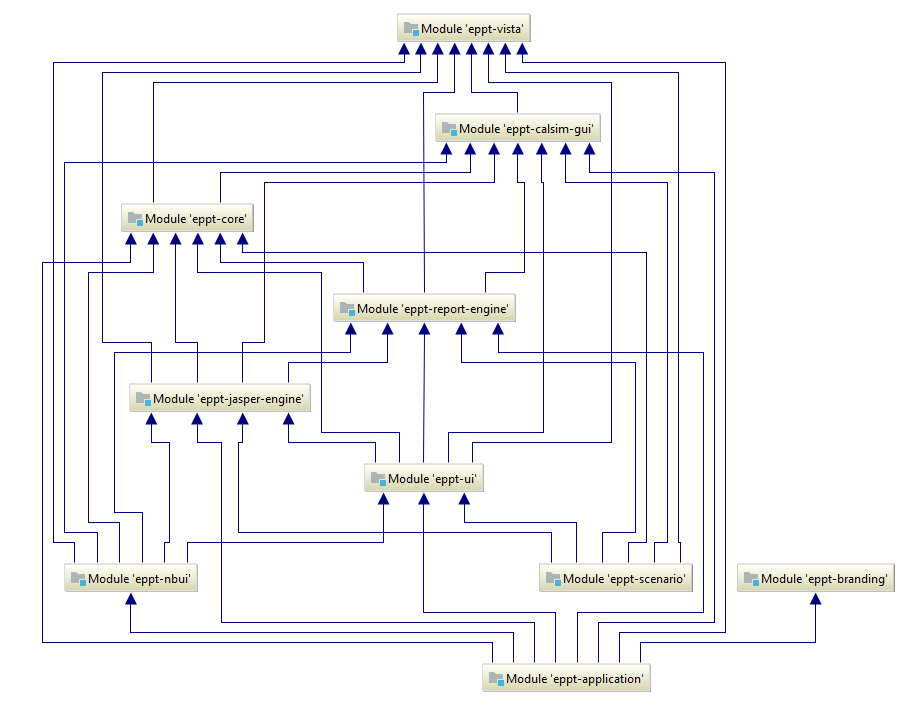 Module 'eppt-vista'
Module 'eppt-calsim-gui'
Module 'eppt-core'
Module 'eppt-report-engine'
Module 'eppt-jasper-engine'
Module 'eppt-ui'
Module 'eppt-nbui'
Module 'eppt-scenario'
Module 'eppt-branding'
Module 'eppt-application'